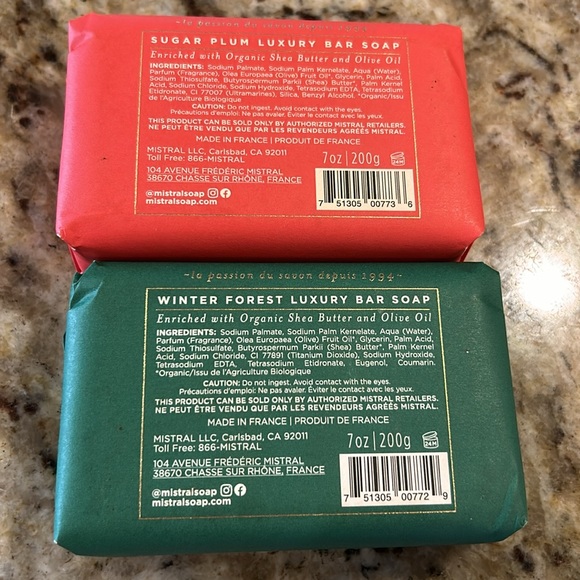 -la passion du savon depuis 1994-
SUGAR PLUM LUXURY BAR SOAP
Enriched with Organic Shea Butter and Olive Oil
INGREDIENTS: Sodium Palmate, Sodium Palm Kernelate, Aqua (Water),
Parfum (Fragrance), Olea Europaea (Olive) Fruit Oil*, Glycerin, Palm Acid,
Sodium Thiosulfate, Butyrospermum Parkii (Shea) Butter*, Palm Kernel
Acid, Sodium Chloride, Sodium Hydroxide, Tetrasodium EDTA, Tetrasodium
Etidronate, CI 77007 (Ultramarines), Silica, Benzyl Alcohol. *Organic/Issu
de l'Agriculture Biologique
CAUTION: Do not ingest. Avoid contact with the eyes.
Précautions d'emploi: Ne pas avaler. Éviter le contact avec les yeux.
THIS PRODUCT CAN BE SOLD ONLY BY AUTHORIZED MISTRAL RETAILERS.
NE PEUT ÊTRE VENDU QUE PAR LES REVENDEURS AGRÉÉS MISTRAL.
MADE IN FRANCE | PRODUIT DE FRANCE
MISTRAL LLC, Carlsbad, CA 92011
Toll Free: 866-MISTRAL
7oz | 200g
24M
104 AVENUE FRÉDÉRIC MISTRAL
38670 CHASSE SUR RHÔNE, FRANCE
@mistralsoap
mistralsoap.com
7 51305 00773 6
-la passion du savon depuis 1994-
WINTER FOREST LUXURY BAR SOAP
Enriched with Organic Shea Butter and Olive Oil
INGREDIENTS: Sodium Palmate, Sodium Palm Kernelate, Aqua (Water),
Parfum (Fragrance), Olea Europaea (Olive) Fruit Oil*, Glycerin, Palm Acid,
Sodium Thiosulfate, Butyrospermum Parkii (Shea) Butter*, Palm Kernel
Acid, Sodium Chloride, CI 77891 (Titanium Dioxide), Sodium Hydroxide,
Tetrasodium EDTA, Tetrasodium Etidronate, Eugenol, Coumarin.
*Organic/Issu de l'Agriculture Biologique
CAUTION: Do not ingest. Avoid contact with the eyes.
Précautions d'emploi: Ne pas avaler. Éviter le contact avec les yeux.
THIS PRODUCT CAN BE SOLD ONLY BY AUTHORIZED MISTRAL RETAILERS.
NE PEUT ÊTRE VENDU QUE PAR LES REVENDEURS AGRÉÉS MISTRAL.
MADE IN FRANCE | PRODUIT DE FRANCE
MISTRAL LLC, Carlsbad, CA 92011
Toll Free: 866-MISTRAL
7oz | 200g
24M
104 AVENUE FRÉDÉRIC MISTRAL
38670 CHASSE SUR RHÔNE, FRANCE
@mistralsoap
mistralsoap.com
7 51305 00772 9